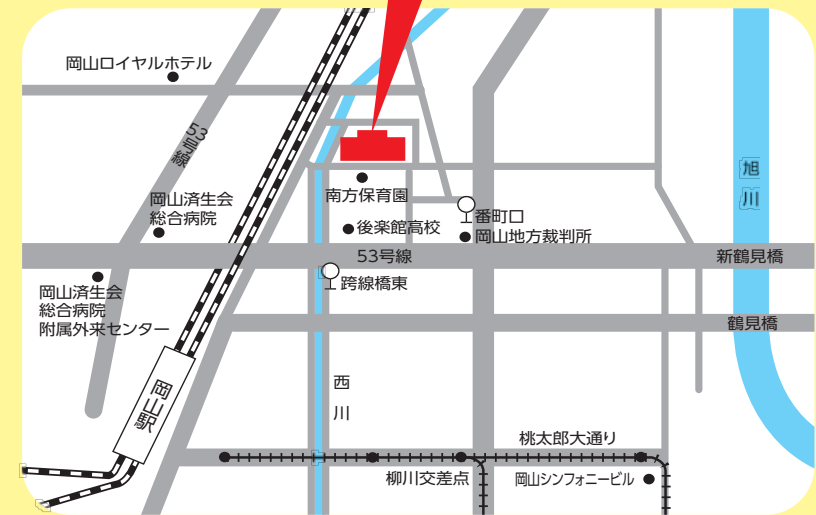 岡山ロイヤルホテル
53号線
旭川
岡山済生会
総合病院
南方保育園
番町口
後楽館高校
岡山地方裁判所
53号線
新鶴見橋
跨線橋東
岡山済生会
総合病院
附属外来センター
鶴見橋
岡山駅
西川
桃太郎大通り
柳川交差点
岡山シンフォニービル